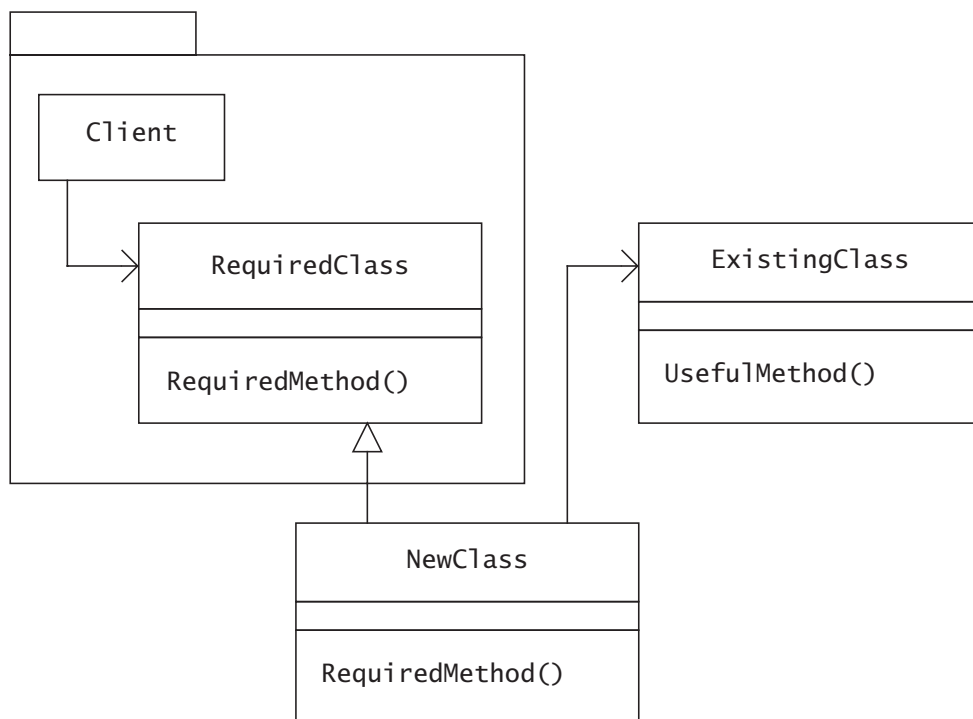 Client
RequiredClass
RequiredMethod()
ExistingClass
UsefulMethod()
NewClass
RequiredMethod()